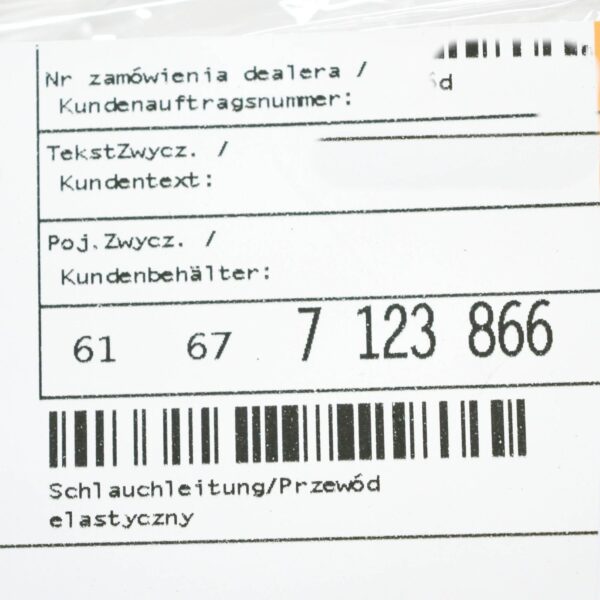 Nr zamówienia dealera /
Kundenauftragsnummer:
TekstZwycz. /
Kundentext:
Poj.Zwycz. /
Kundenbehälter:
61 67 7 123 866
Schlauchleitung/Przewód
elastyczny